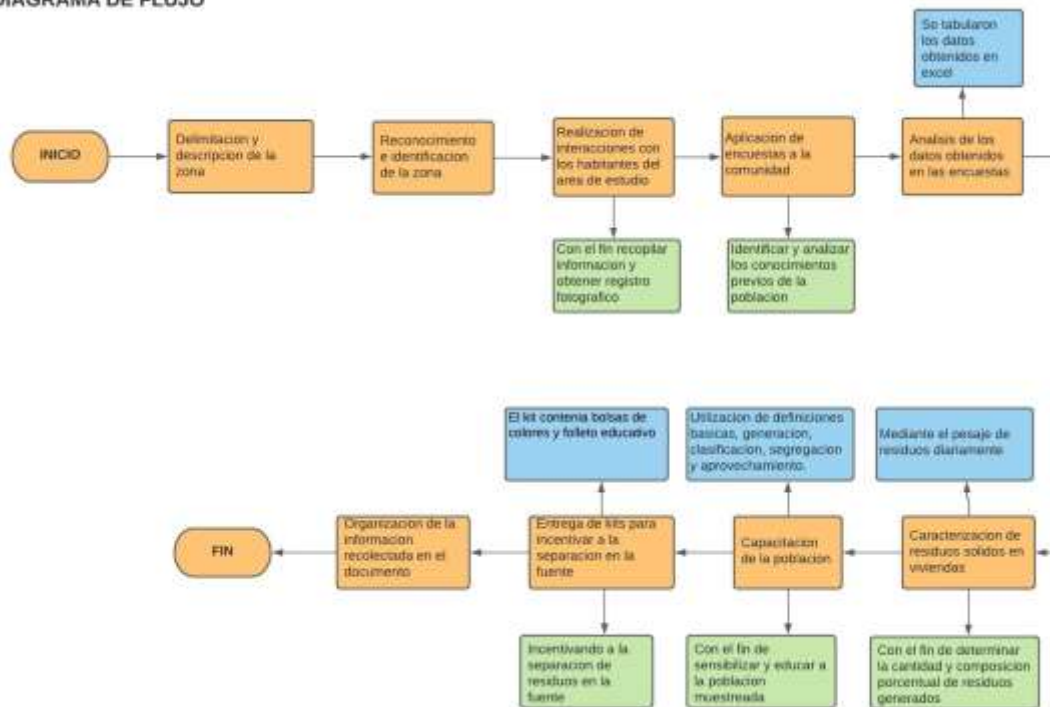 DIAGRAMA DE FLUJO
Se tabularon
los datos
obtenidos en
excel
INICIO
Delimitacion y
descripcion de la
zona
Reconocimiento
e identificacion
de la zona
Realizacion de
interacciones con
los habitantes del
area de estudio
Aplicacion de
encuestas a la
comunidad
Analisis de los
datos obtenidos
en las encuestas
Con el fin recopilar
informacion y
obtener registro
fotografico
Identificar y analizar
los conocimientos
previos de la
poblacion
El kit contenia bolsas de
colores y folleto educativo
Utilizacion de definiciones
basicas, generacion,
clasificacion, segregacion
y aprovechamiento.
Mediante el pesaje de
residuos diariamente
FIN
Organizacion de la
informacion
recolectada en el
documento
Entrega de kits para
incentivar a la
separacion en la
fuente
Capacitacion
de la poblacion
Caracterizacion de
residuos solidos en
viviendas
Incentivando a la
separacion de
residuos en la
fuente
Con el fin de
sensibilizar y educar a
la poblacion
muestreada
Con el fin de determinar
la cantidad y composicion
porcentual de residuos
generados